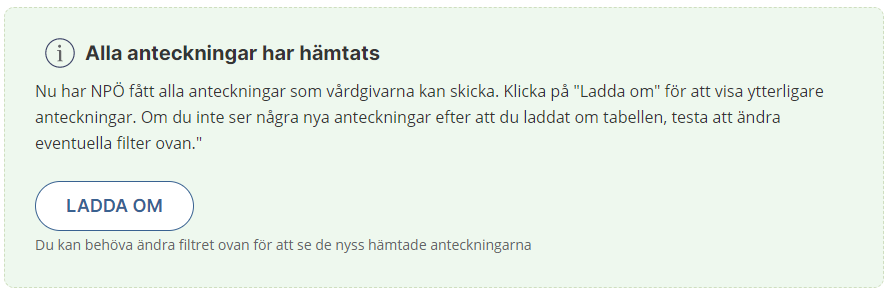 Alla anteckningar har hämtats
Nu har NPÖ fått alla anteckningar som vårdgivarna kan skicka. Klicka på "Ladda om" för att visa ytterligare
anteckningar. Om du inte ser några nya anteckningar efter att du laddat om tabellen, testa att ändra
eventuella filter ovan."
LADDA OM
Du kan behöva ändra filtret ovan för att se de nyss hämtade anteckningarna